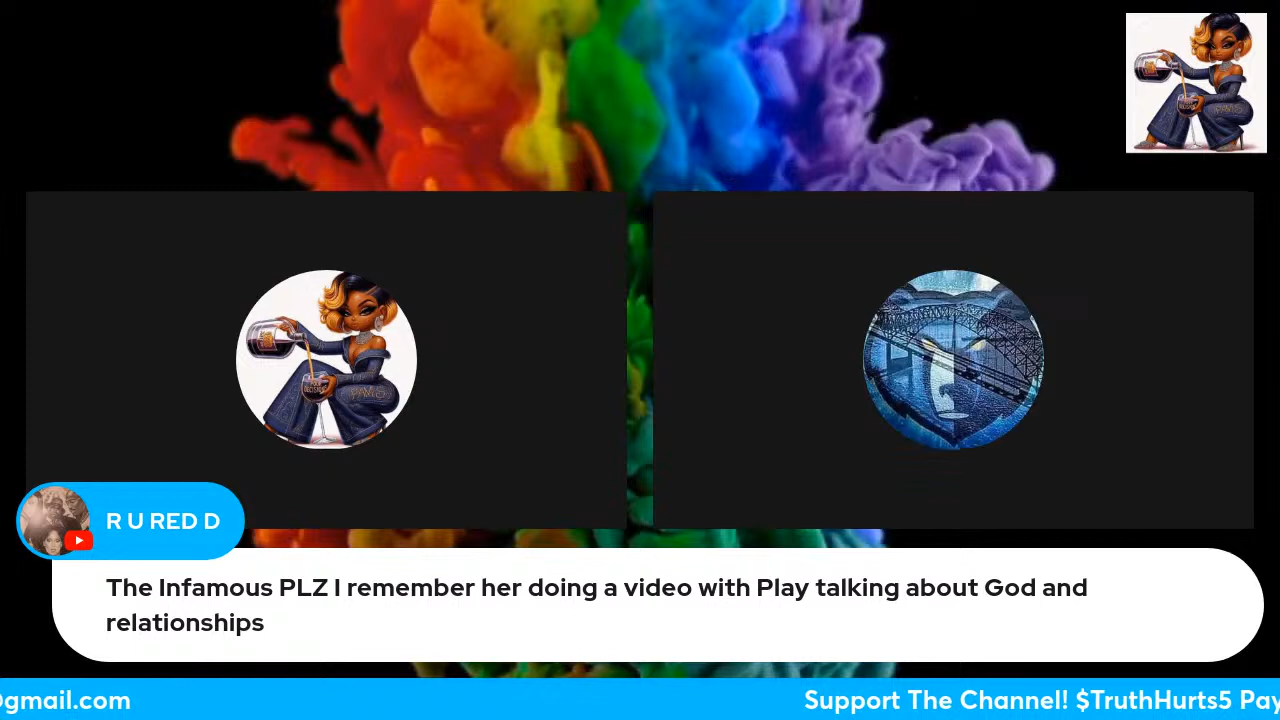 R U RED D
The Infamous PLZ I remember her doing a video with Play talking about God and
relationships
@gmail.com
Support The Channel! $TruthHurts5 Pay